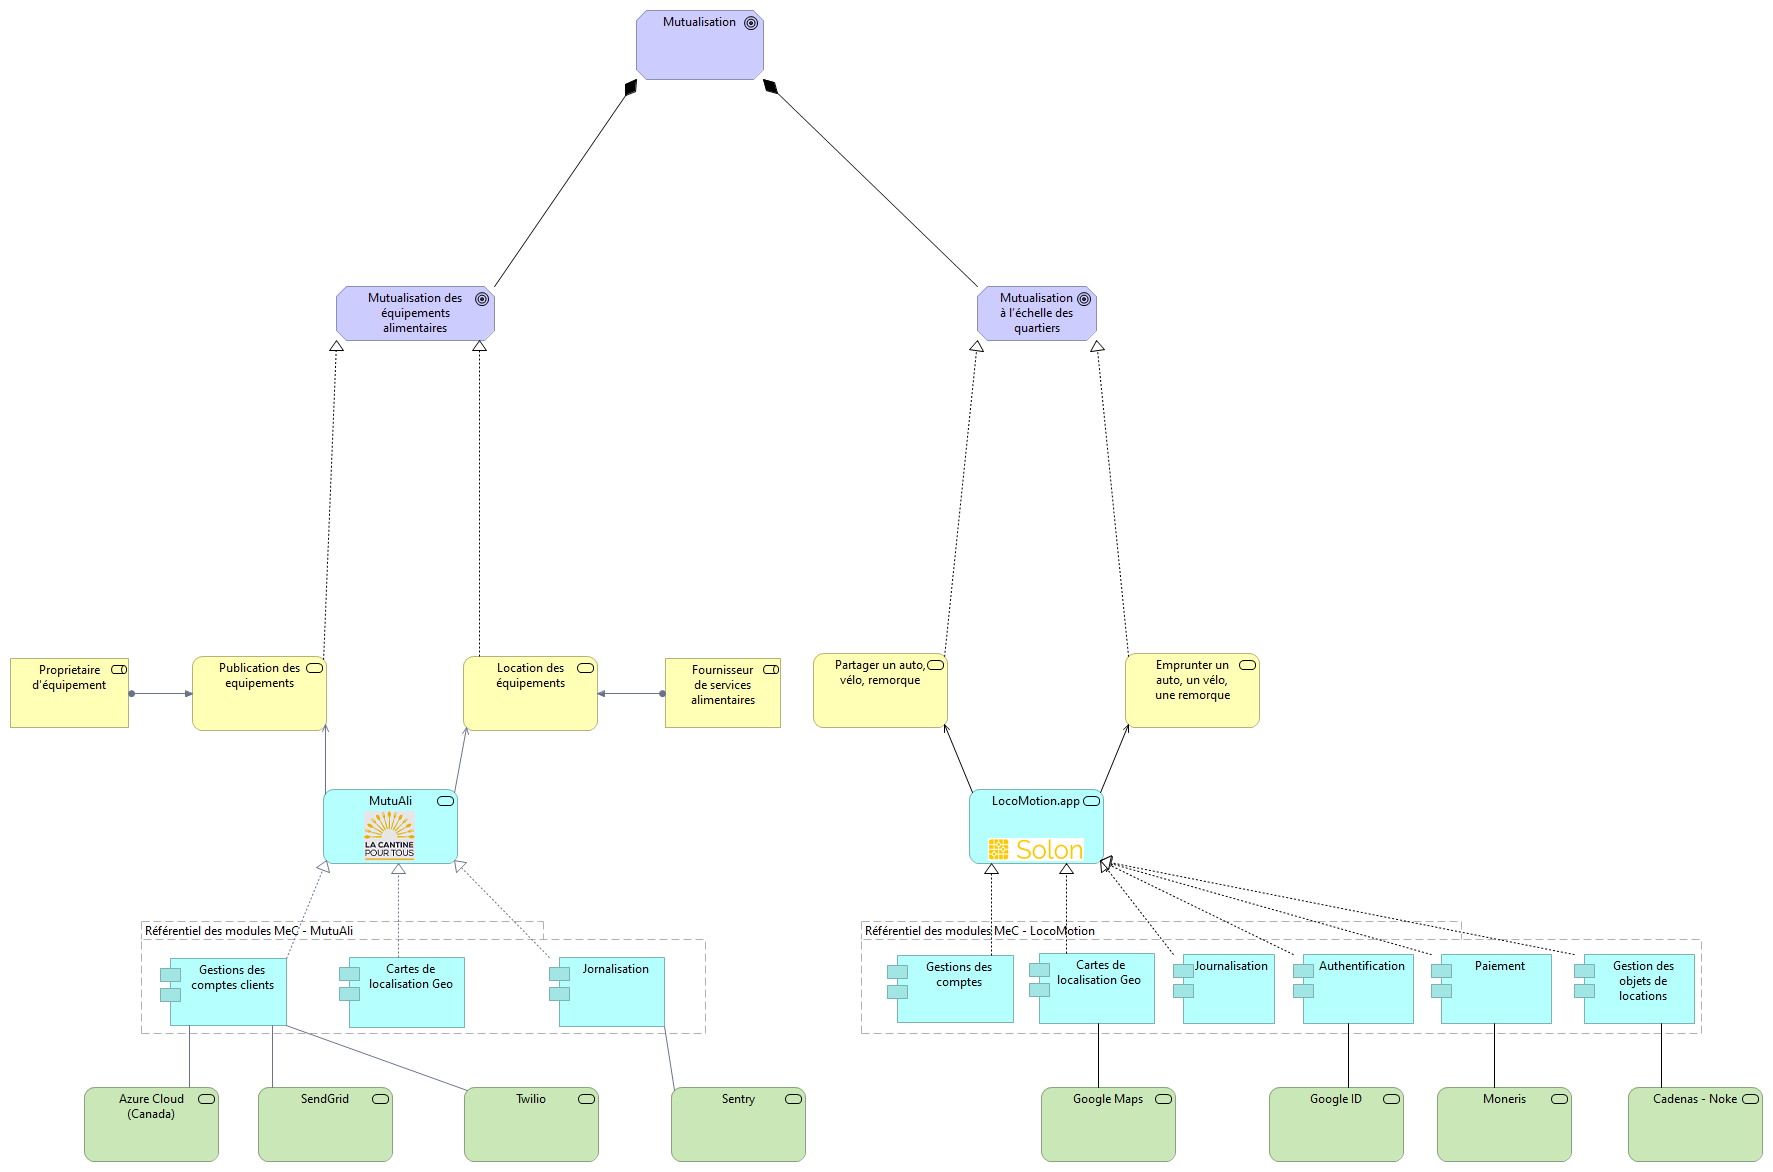 Mutualisation
Mutualisation des
équipements
alimentaires
Mutualisation
à l'échelle des
quartiers
Proprietaire
d'équipement
Publication des
equipements
Location des
équipements
Fournisseur
de services
alimentaires
Partager un auto,
vélo, remorque
Emprunter un
auto, un vélo,
une remorque
MutuAli
LA CANTINE
POUR TOUS
LocoMotion.app
Solon
Référentiel des modules MeC - MutuAli
Gestions des
comptes clients
Cartes de
localisation Geo
Jornalisation
Référentiel des modules MeC - LocoMotion
Gestions des
comptes
Cartes de
localisation Geo
Journalisation
Authentification
Paiement
Gestion des
objets de
locations
Azure Cloud
(Canada)
SendGrid
Twilio
Sentry
Google Maps
Google ID
Moneris
Cadenas - Noke